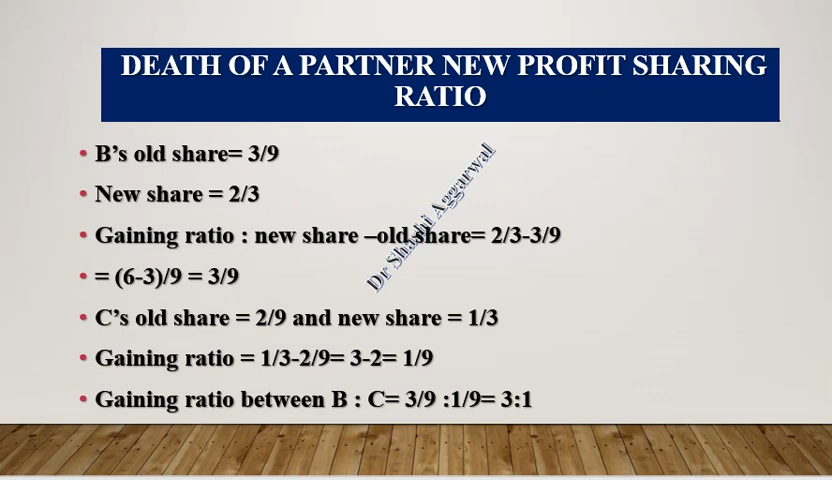 DEATH OF A PARTNER NEW PROFIT SHARING
RATIO
• B's old share= 3/9
• New share = 2/3
• Gaining ratio : new share –old share= 2/3-3/9
• = (6-3)/9 = 3/9
• C's old share = 2/9 and new share = 1/3
• Gaining ratio = 1/3-2/9= 3-2= 1/9
• Gaining ratio between B : C= 3/9 :1/9= 3:1
Dr Shashi Aggarwal